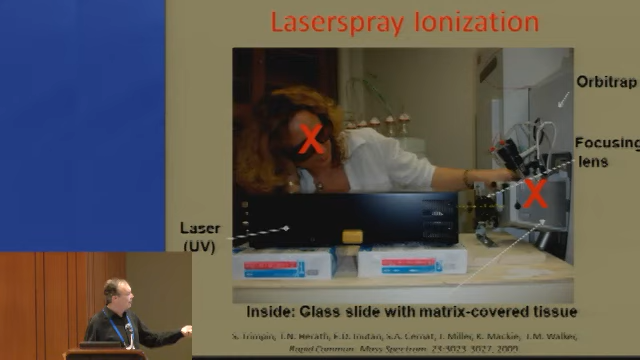 Laserspray Ionization
X
Orbitrap
Focusing
lens
X
Laser
(UV)
Inside: Glass slide with matrix-covered tissue
S. Trimpin, T.N. Herath, E.D. Inutan, S.A. Cernat, J. Miller, K. Mackie, J.M. Walker,
Rapid Commun. Mass Spectrom. 23:3023-3027, 2009